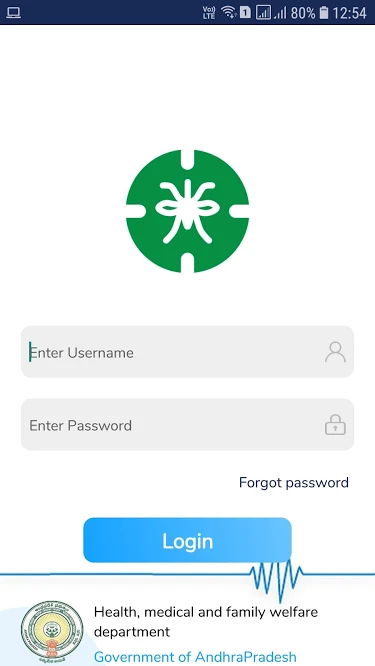 Vo)) LTE 1 80% 12:54
Enter Username
Enter Password
Forgot password
Login
Health, medical and family welfare
department
Government of AndhraPradesh